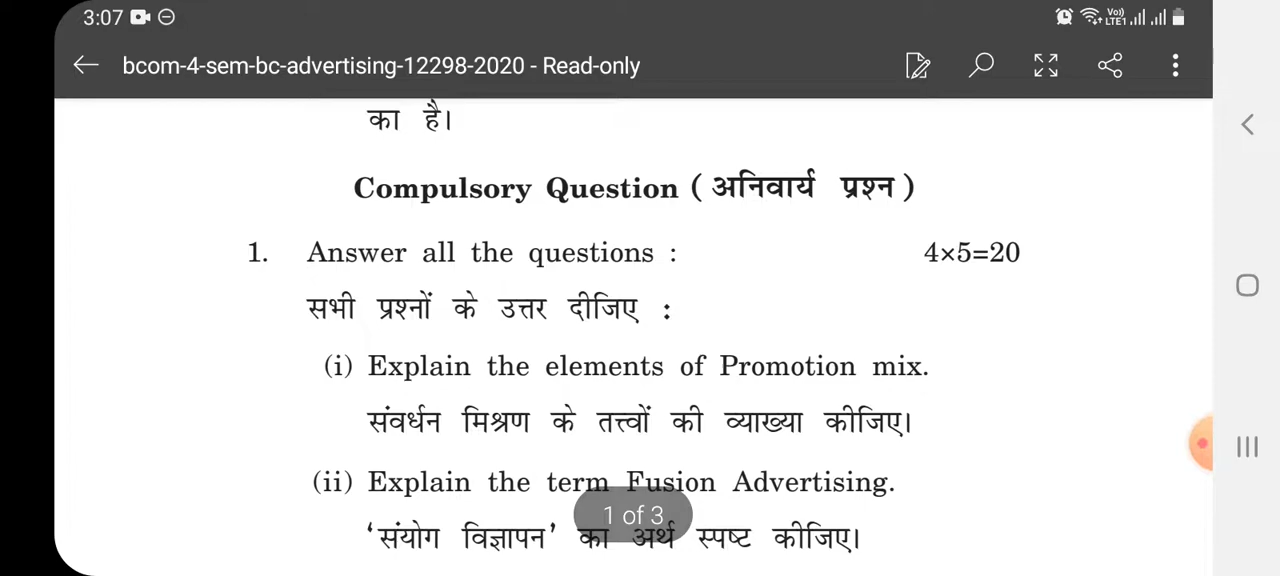 3:07
Vo)) LTE1
bcom-4-sem-bc-advertising-12298-2020 - Read-only
का है।
Compulsory Question ( अनिवार्य प्रश्न )
1. Answer all the questions : 4×5=20
सभी प्रश्नों के उत्तर दीजिए :
(i) Explain the elements of Promotion mix.
संवर्धन मिश्रण के तत्त्वों की व्याख्या कीजिए।
(ii) Explain the term Fusion Advertising.
1 of 3
'संयोग विज्ञापन' का अर्थ स्पष्ट कीजिए।